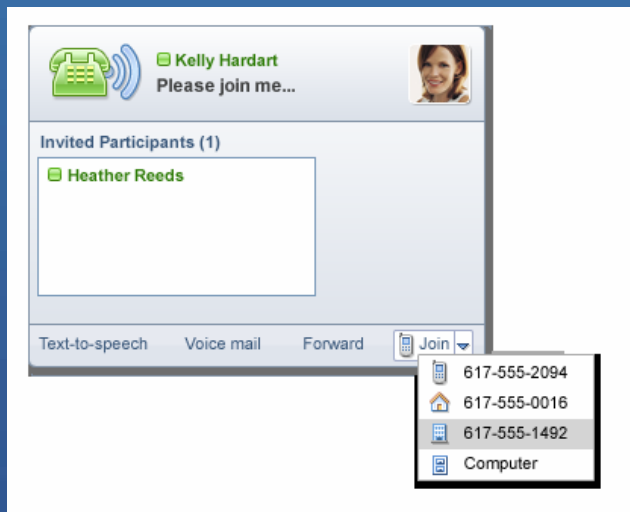 Kelly Hardart
Please join me...
Invited Participants (1)
Heather Reeds
Text-to-speech Voice mail Forward Join
617-555-2094
617-555-0016
617-555-1492
Computer